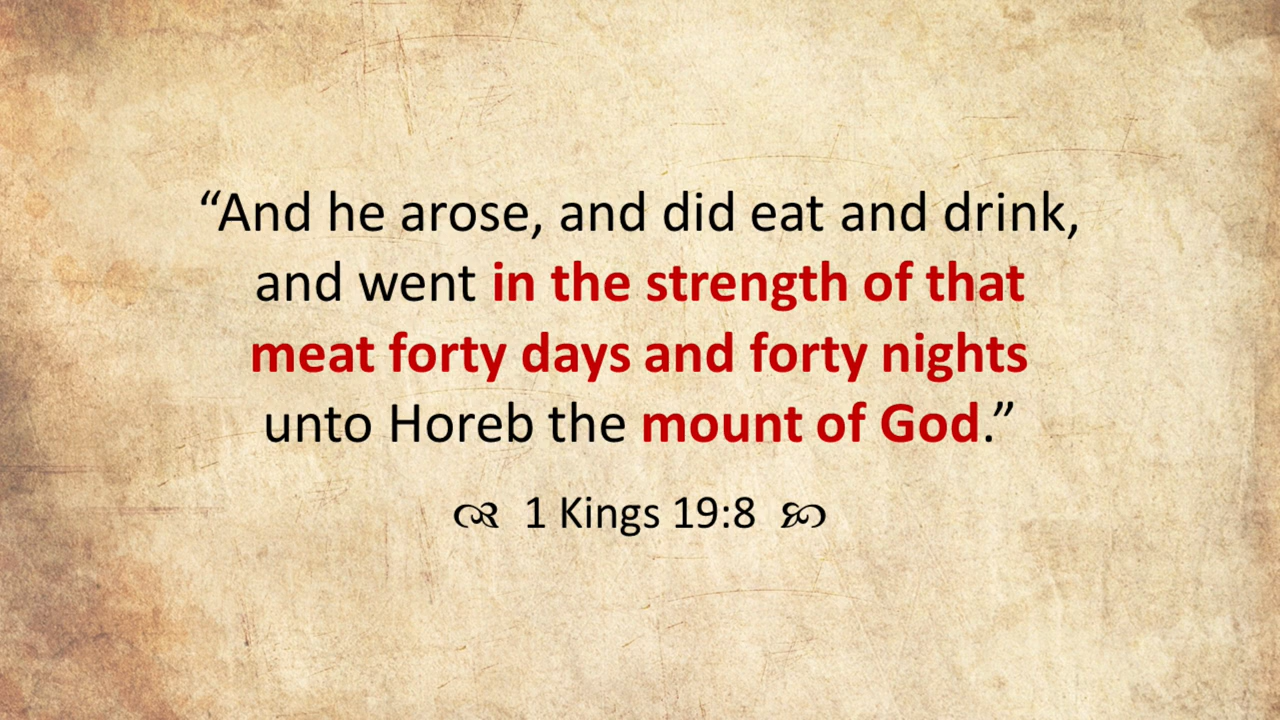 “And he arose, and did eat and drink,
and went in the strength of that
meat forty days and forty nights
unto Horeb the mount of God.”
1 Kings 19:8